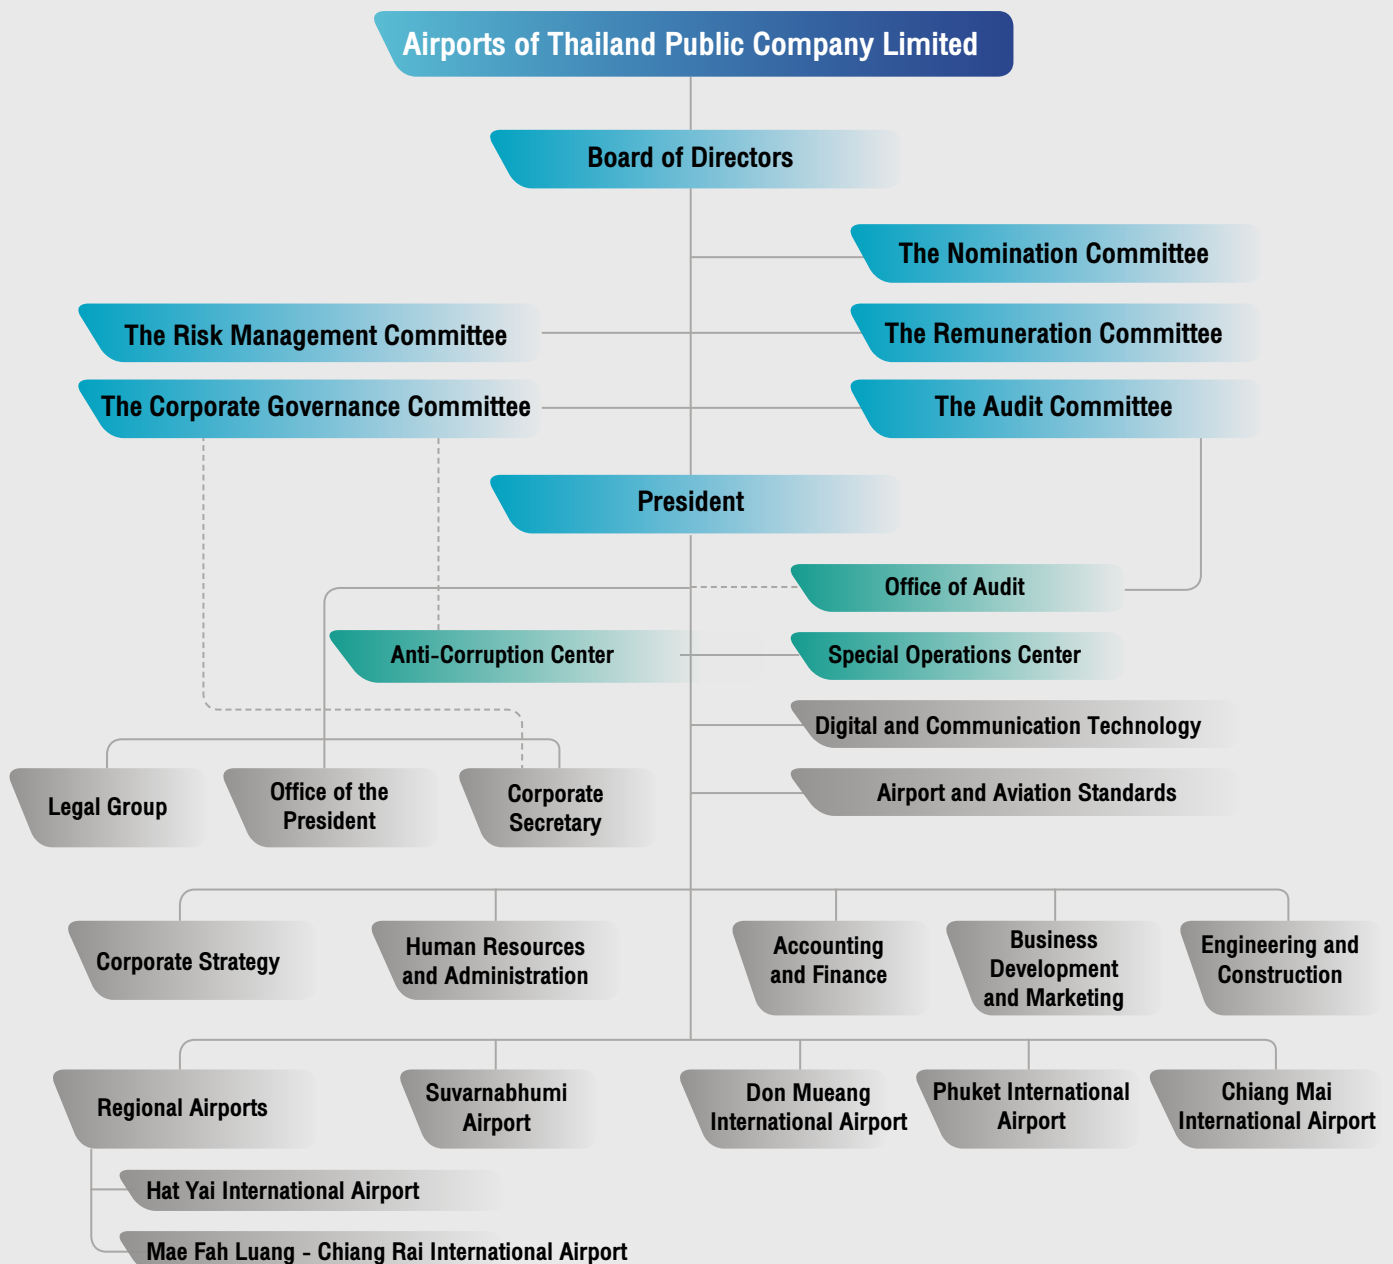 Airports of Thailand Public Company Limited
Board of Directors
The Nomination Committee
The Risk Management Committee
The Remuneration Committee
The Corporate Governance Committee
The Audit Committee
President
Office of Audit
Anti-Corruption Center
Special Operations Center
Digital and Communication Technology
Airport and Aviation Standards
Legal Group
Office of the
President
Corporate
Secretary
Corporate Strategy
Human Resources
and Administration
Accounting
and Finance
Business
Development
and Marketing
Engineering and
Construction
Regional Airports
Suvarnabhumi
Airport
Don Mueang
International Airport
Phuket International
Airport
Chiang Mai
International Airport
Hat Yai International Airport
Mae Fah Luang - Chiang Rai International Airport